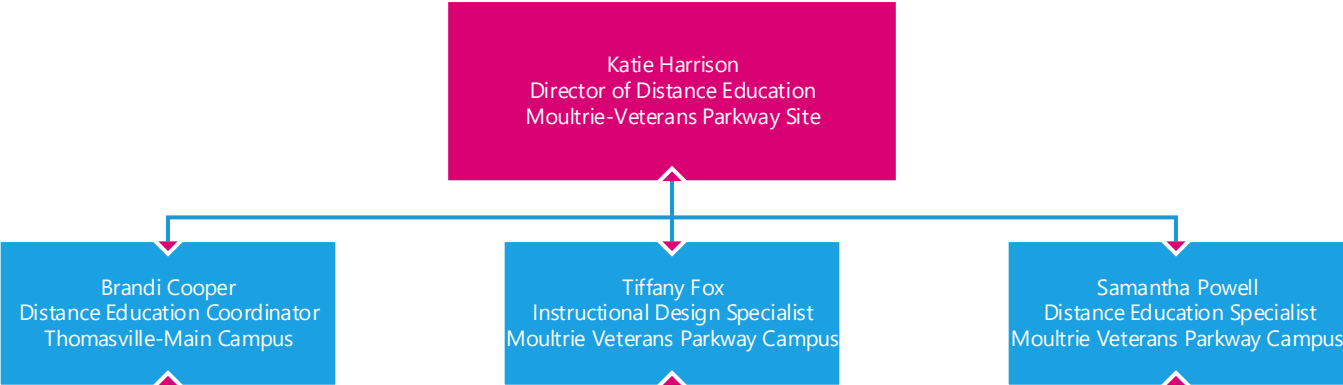 Katie Harrison
Director of Distance Education
Moultrie-Veterans Parkway Site
Brandi Cooper
Distance Education Coordinator
Thomasville-Main Campus
Tiffany Fox
Instructional Design Specialist
Moultrie Veterans Parkway Campus
Samantha Powell
Distance Education Specialist
Moultrie Veterans Parkway Campus